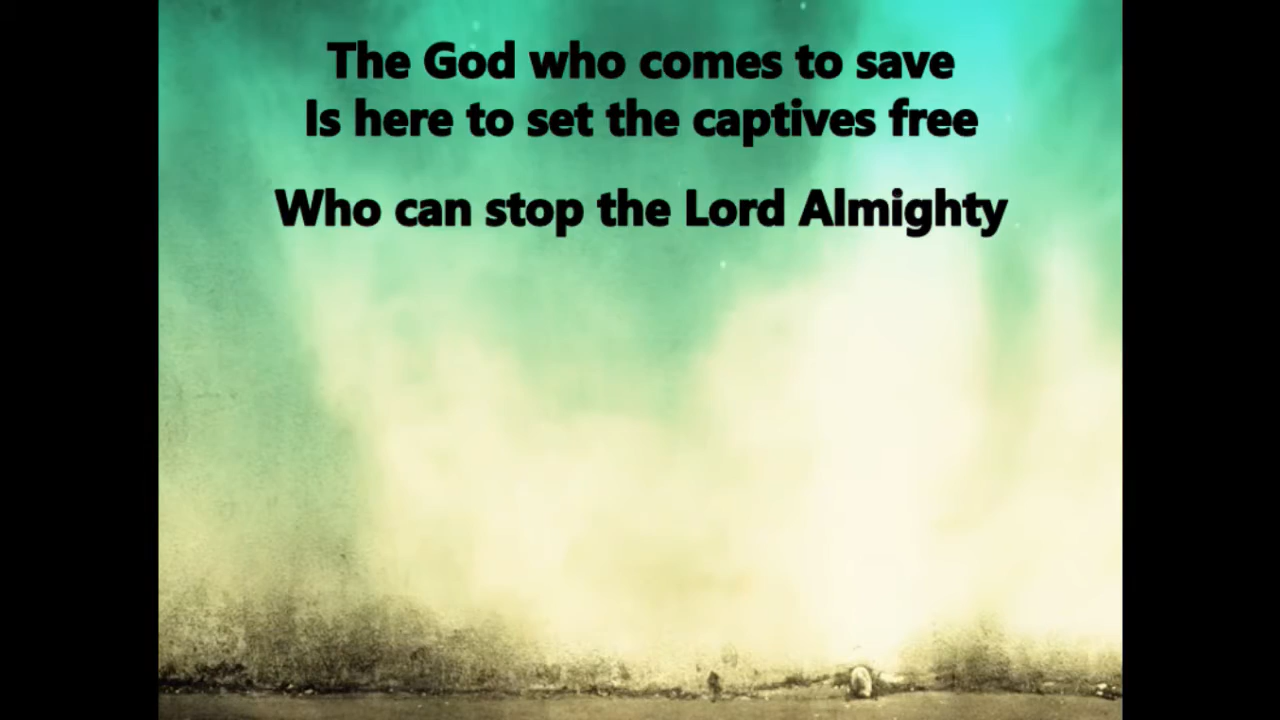 The God who comes to save
Is here to set the captives free
Who can stop the Lord Almighty